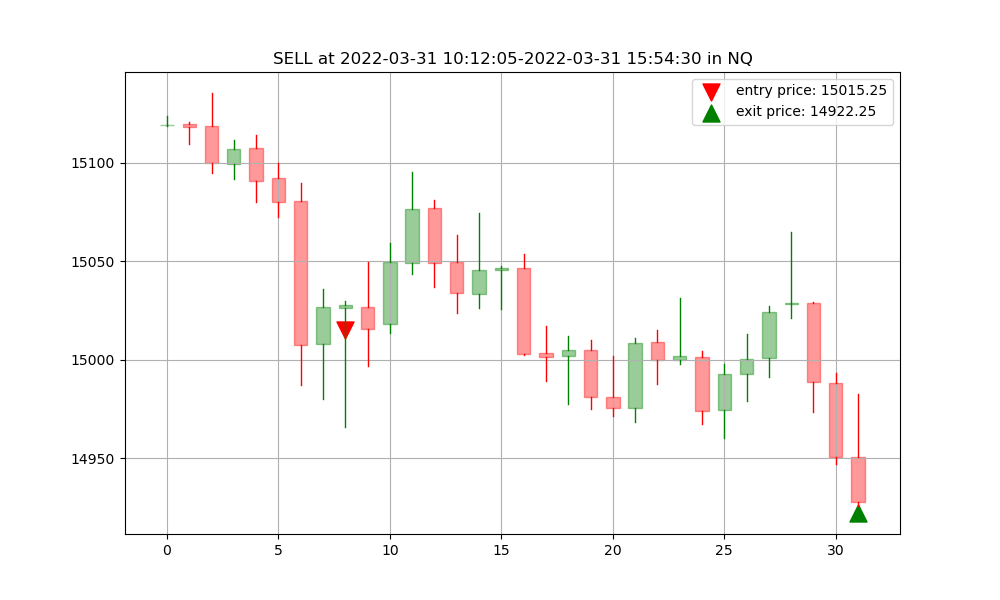 SELL at 2022-03-31 10:12:05-2022-03-31 15:54:30 in NQ
entry price: 15015.25
exit price: 14922.25
15100
15050
15000
14950
0 5 10 15 20 25 30